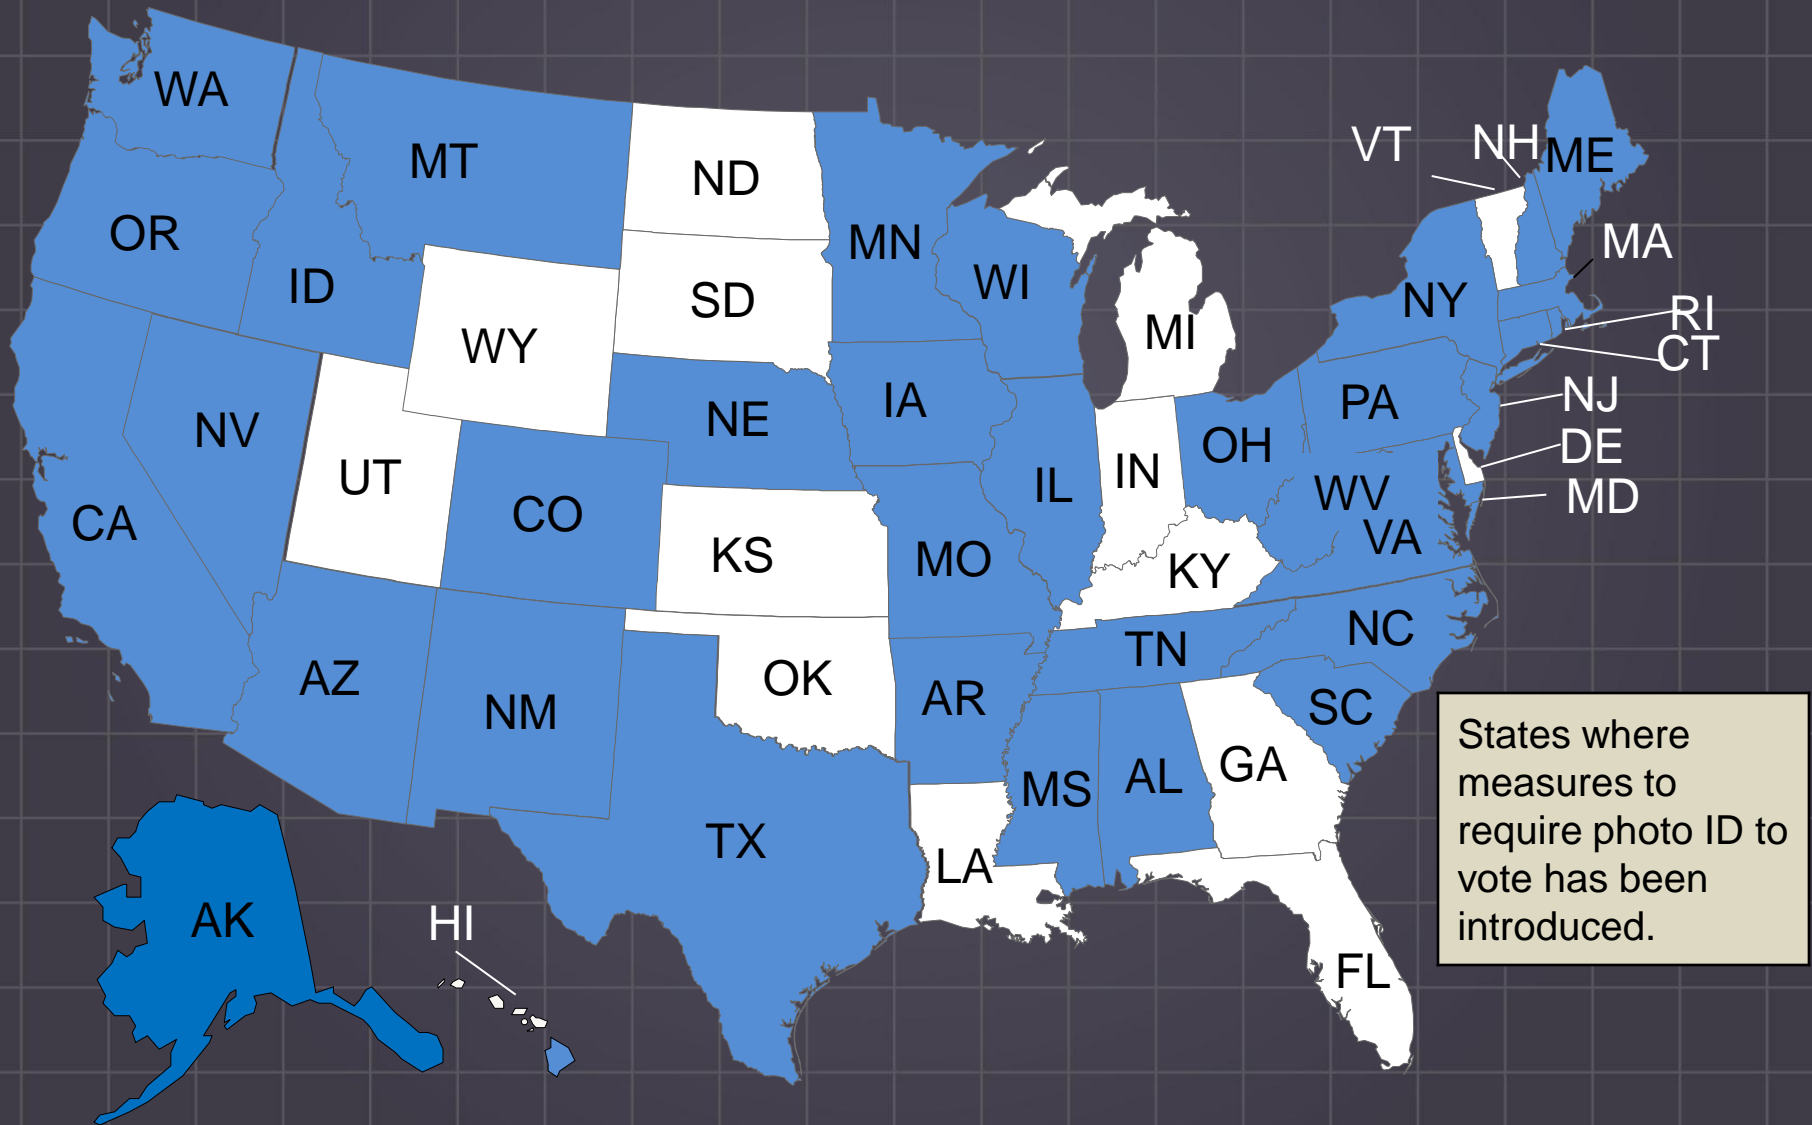 WA
MT
ND
VT
NH
ME
OR
MN
MA
ID
SD
WI
NY
WY
MI
RI
CT
NV
NE
IA
PA
NJ
UT
OH
DE
CA
CO
IL
IN
WV
MD
KS
MO
KY
VA
AZ
NM
OK
AR
TN
NC
SC
TX
MS
AL
GA
LA
AK
HI
FL
States where
measures to
require photo ID to
vote has been
introduced.